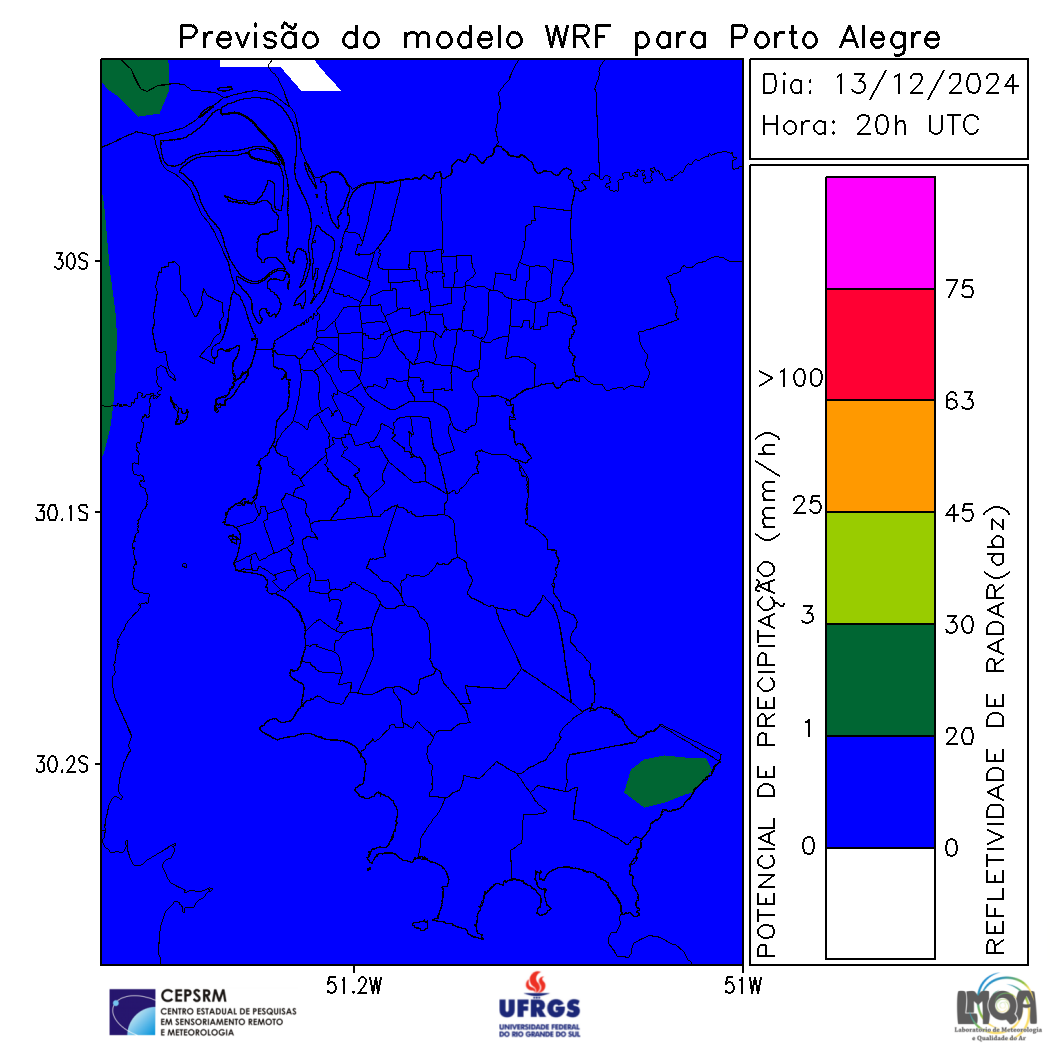 Previsão do modelo WRF para Porto Alegre
Dia: 13/12/2024
Hora: 20h UTC
30S
30.1S
30.2S
51.2W
51W
POTENCIAL DE PRECIPITAÇÃO (mm/h)
>100
25
3
1
0
75
63
45
30
20
0
REFLETIVIDADE DE RADAR(dbz)
CEPSRM
CENTRO ESTADUAL DE PESQUISAS
EM SENSORIAMENTO REMOTO
E METEOROLOGIA
UFRGS
UNIVERSIDADE FEDERAL
DO RIO GRANDE DO SUL
LMQA
Laboratório de Meteorologia
e Qualidade do Ar